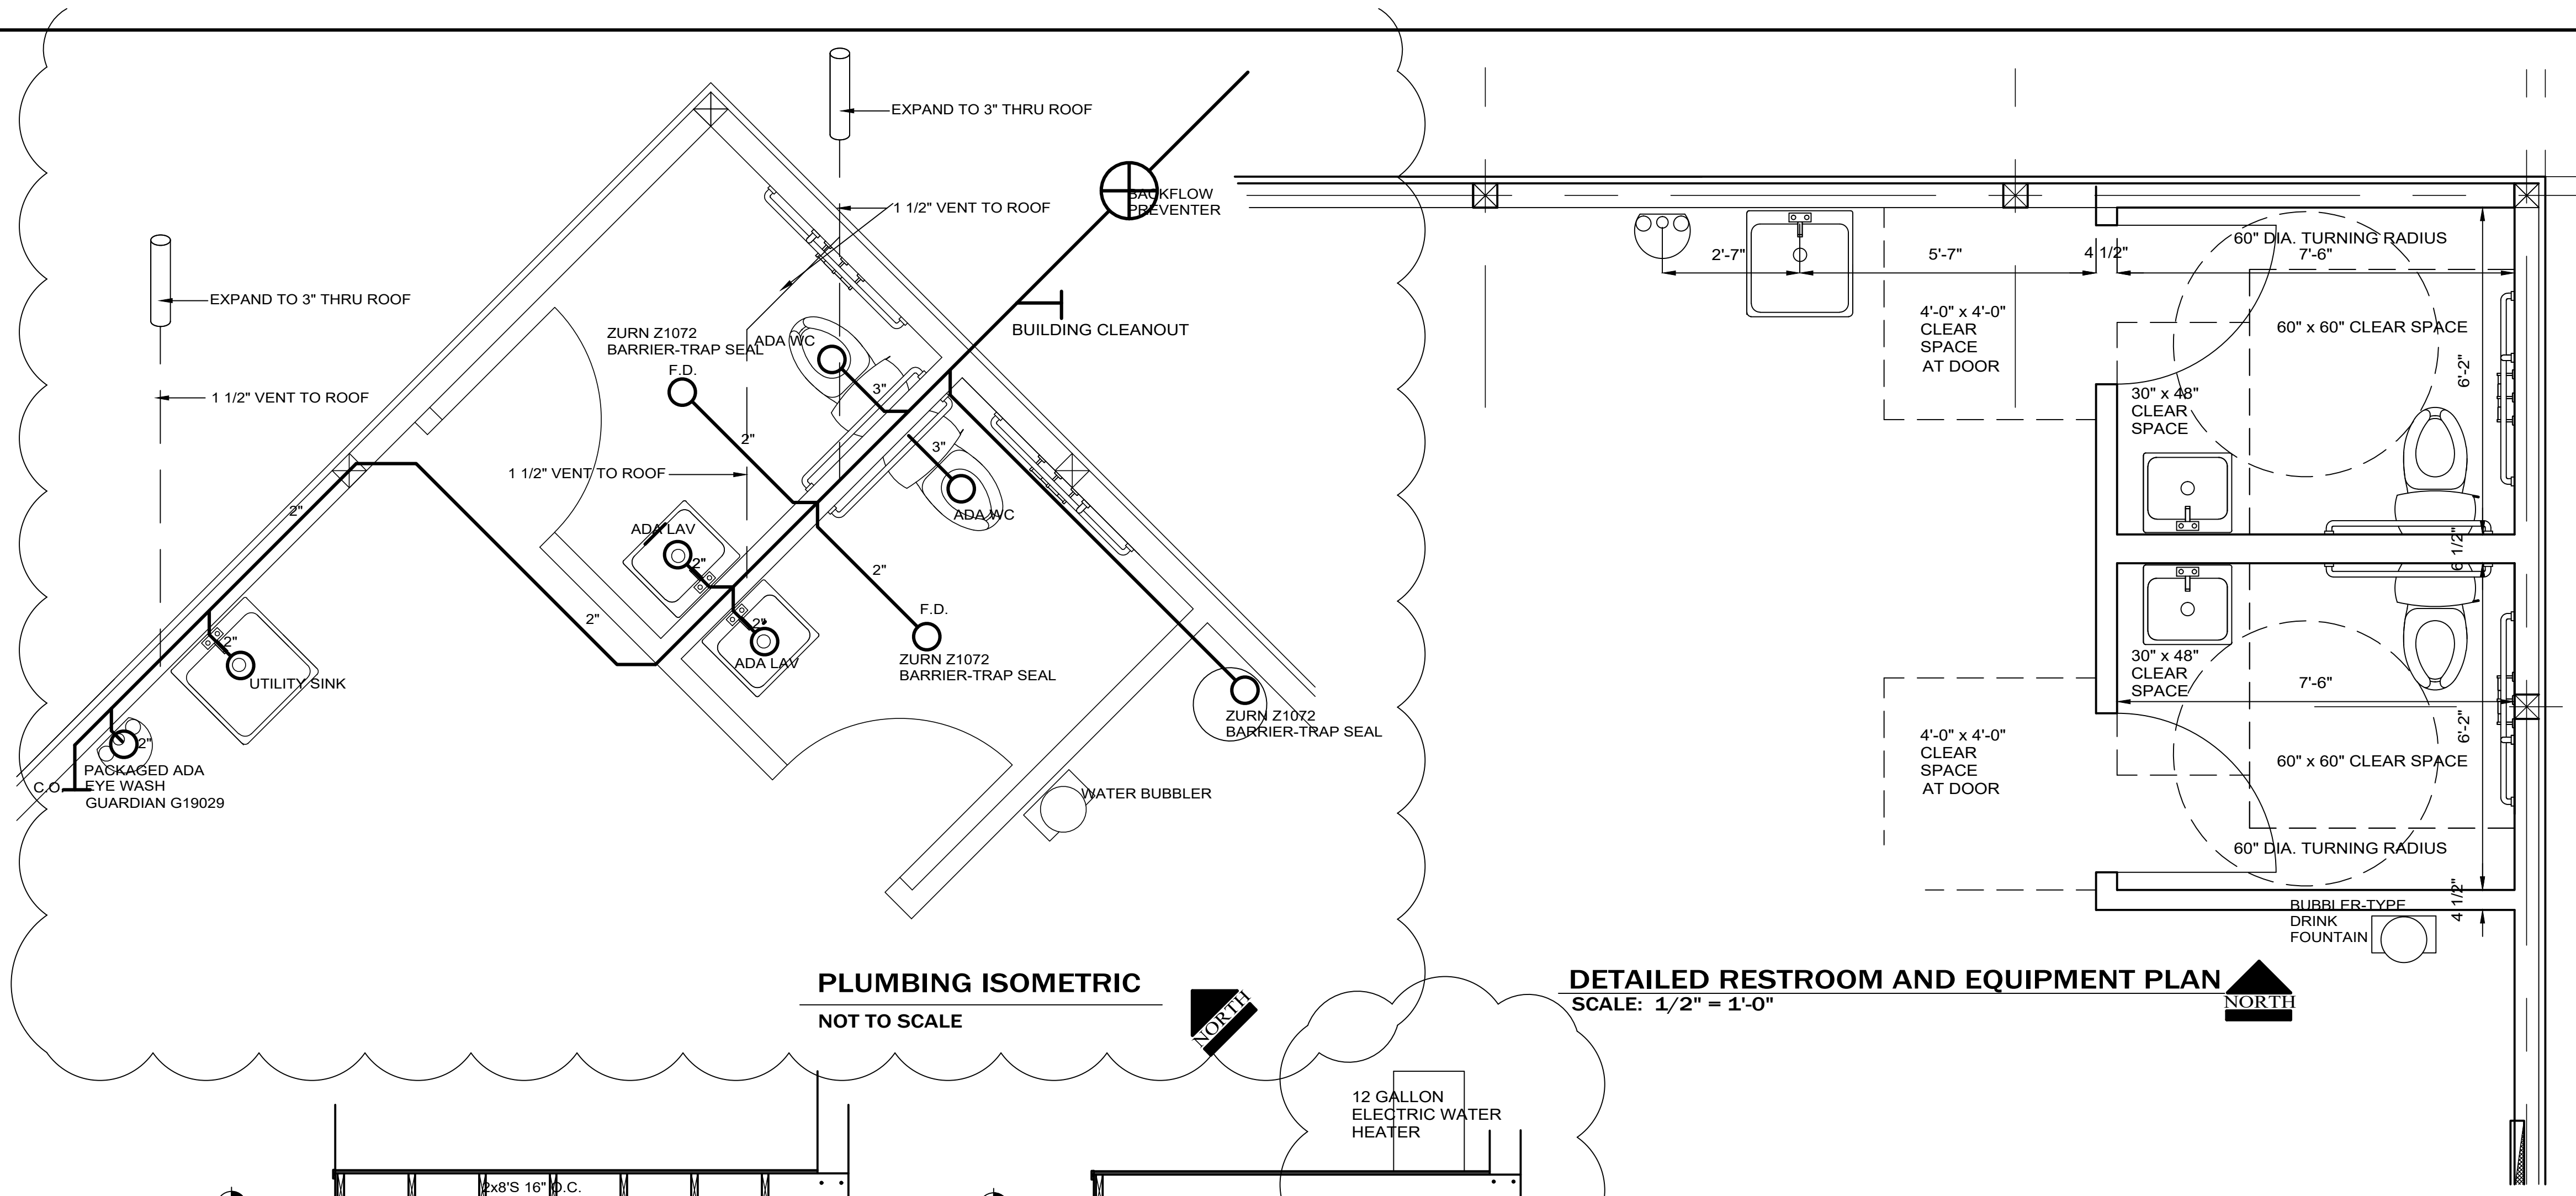 EXPAND TO 3" THRU ROOF
1 1/2" VENT TO ROOF
BACKFLOW
PREVENTER
EXPAND TO 3" THRU ROOF
BUILDING CLEANOUT
ZURN Z1072
BARRIER-TRAP SEAL
F.D.
ADA WC
3"
1 1/2" VENT TO ROOF
2"
3"
1 1/2" VENT TO ROOF
2"
ADA WC
ADA LAV
2"
2"
2"
F.D.
2"
ADA LAV
ZURN Z1072
BARRIER-TRAP SEAL
2"
UTILITY SINK
ZURN Z1072
BARRIER-TRAP SEAL
2"
PACKAGED ADA
EYE WASH
GUARDIAN G19029
C.O.
WATER BUBBLER
PLUMBING ISOMETRIC
NOT TO SCALE
NORTH
2'-7"
5'-7"
4 1/2"
60" DIA. TURNING RADIUS
7'-6"
4'-0" x 4'-0"
CLEAR
SPACE
AT DOOR
60" x 60" CLEAR SPACE
6'-2"
30" x 48"
CLEAR
SPACE
6 1/2"
30" x 48"
CLEAR
SPACE
7'-6"
6'-2"
4'-0" x 4'-0"
CLEAR
SPACE
AT DOOR
60" x 60" CLEAR SPACE
60" DIA. TURNING RADIUS
4 1/2"
BUBBLER-TYPE
DRINK
FOUNTAIN
DETAILED RESTROOM AND EQUIPMENT PLAN
SCALE: 1/2" = 1'-0"
NORTH
12 GALLON
ELECTRIC WATER
HEATER
2x8'S 16" O.C.